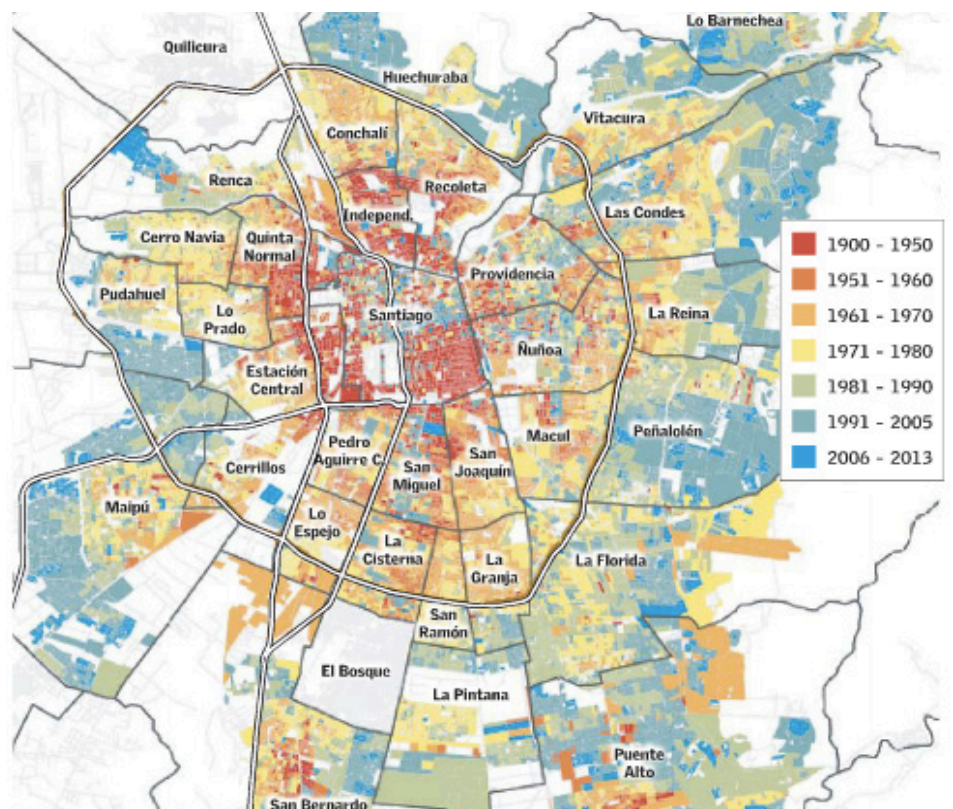 Lo Barnechea
Quilicura
Huechuraba
Vitacura
Conchalí
Renca
Recoleta
Independ.
Las Condes
Cerro Navia
Quinta
Normal
Providencia
Pudahuel
Lo
Prado
Santiago
La Reina
Ñuñoa
Estación
Central
Peñalolén
Macul
Pedro
Aguirre C.
San
Miguel
San
Joaquín
Cerrillos
Maipú
Lo
Espejo
La
Cisterna
La
Granja
La Florida
San
Ramón
El Bosque
La Pintana
Puente
Alto
San Bernardo
1900 - 1950
1951 - 1960
1961 - 1970
1971 - 1980
1981 - 1990
1991 - 2005
2006 - 2013